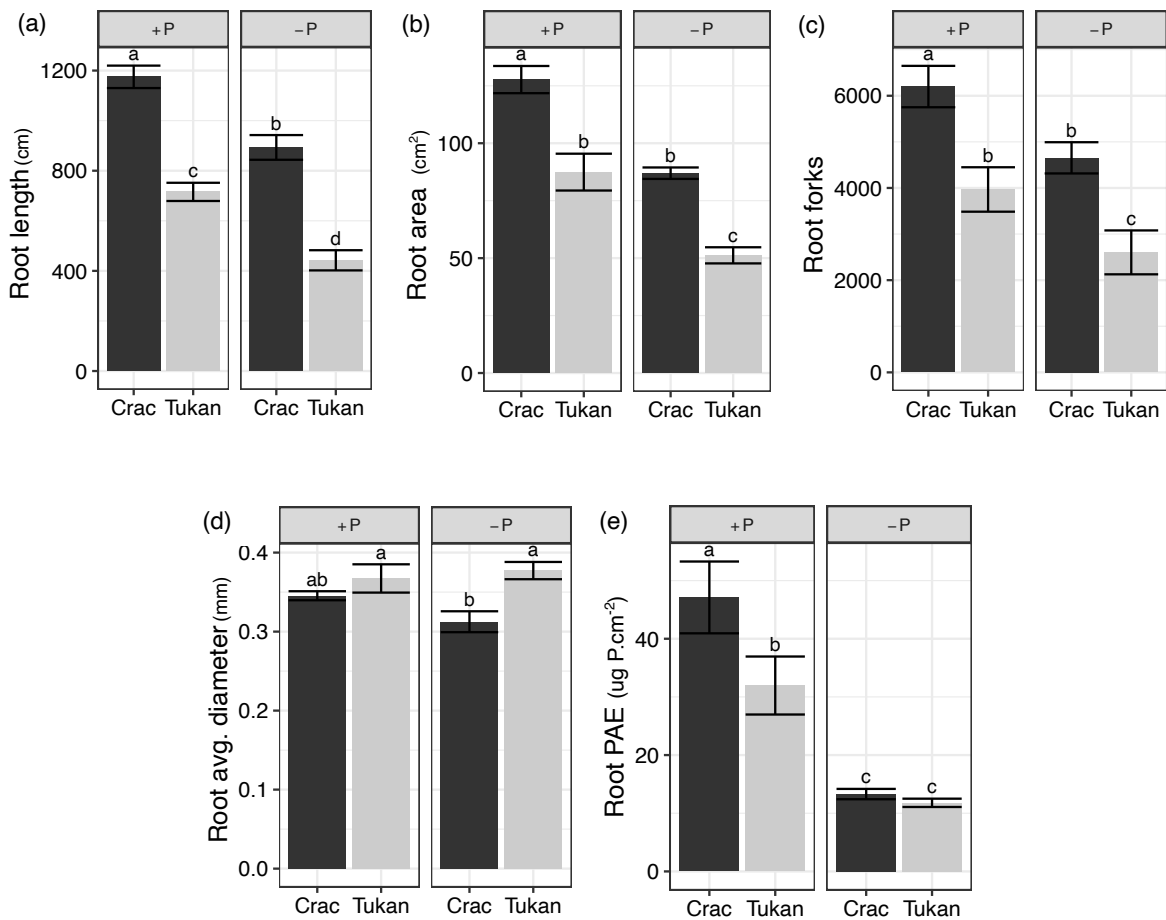 (a)
+P
−P
Root length (cm)
1200
800
400
0
a
c
b
d
Crac Tukan
Crac Tukan
(b)
+P
−P
Root area (cm²)
100
50
0
a
b
b
c
Crac Tukan
Crac Tukan
(c)
+P
−P
Root forks
6000
4000
2000
0
a
b
b
c
Crac Tukan
Crac Tukan
(d)
+P
−P
Root avg. diameter (mm)
0.4
0.3
0.2
0.1
0.0
ab
a
b
a
Crac Tukan
Crac Tukan
(e)
+P
−P
Root PAE (ug P.cm⁻²)
40
20
0
a
b
c
c
Crac Tukan
Crac Tukan